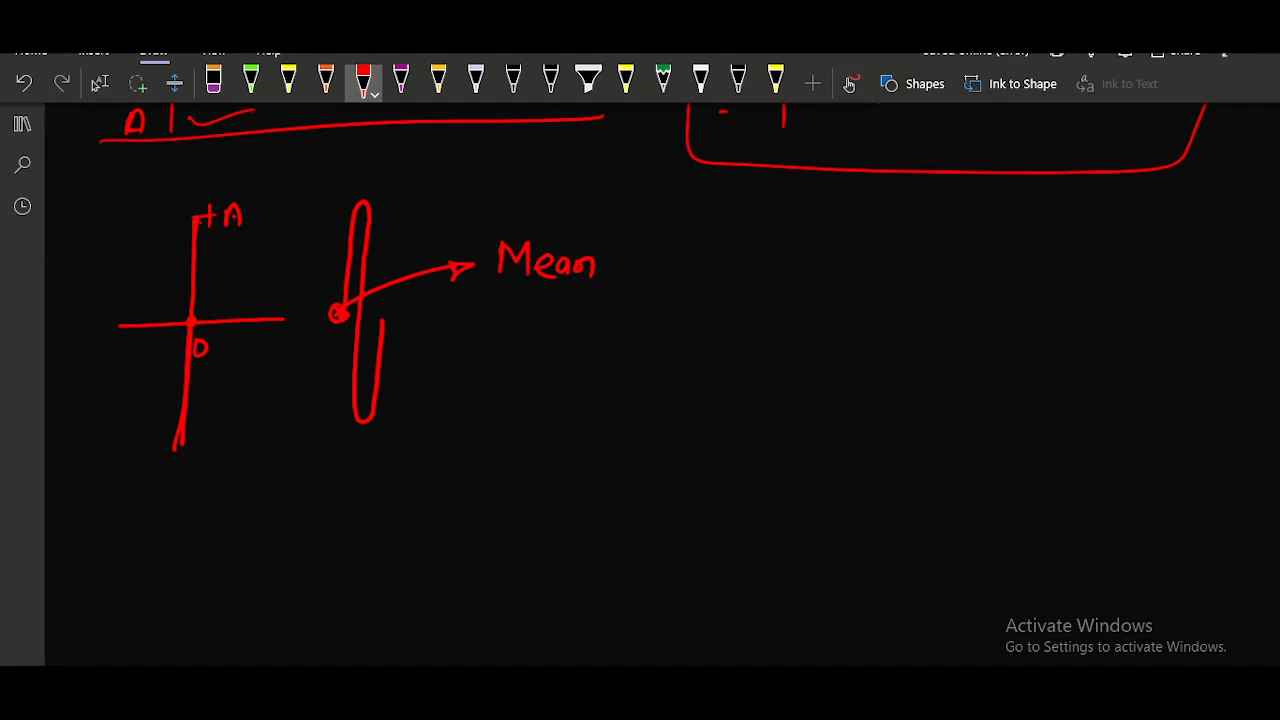 Shapes
Ink to Shape
Ink to Text
A
+A
Mean
0
Activate Windows
Go to Settings to activate Windows.